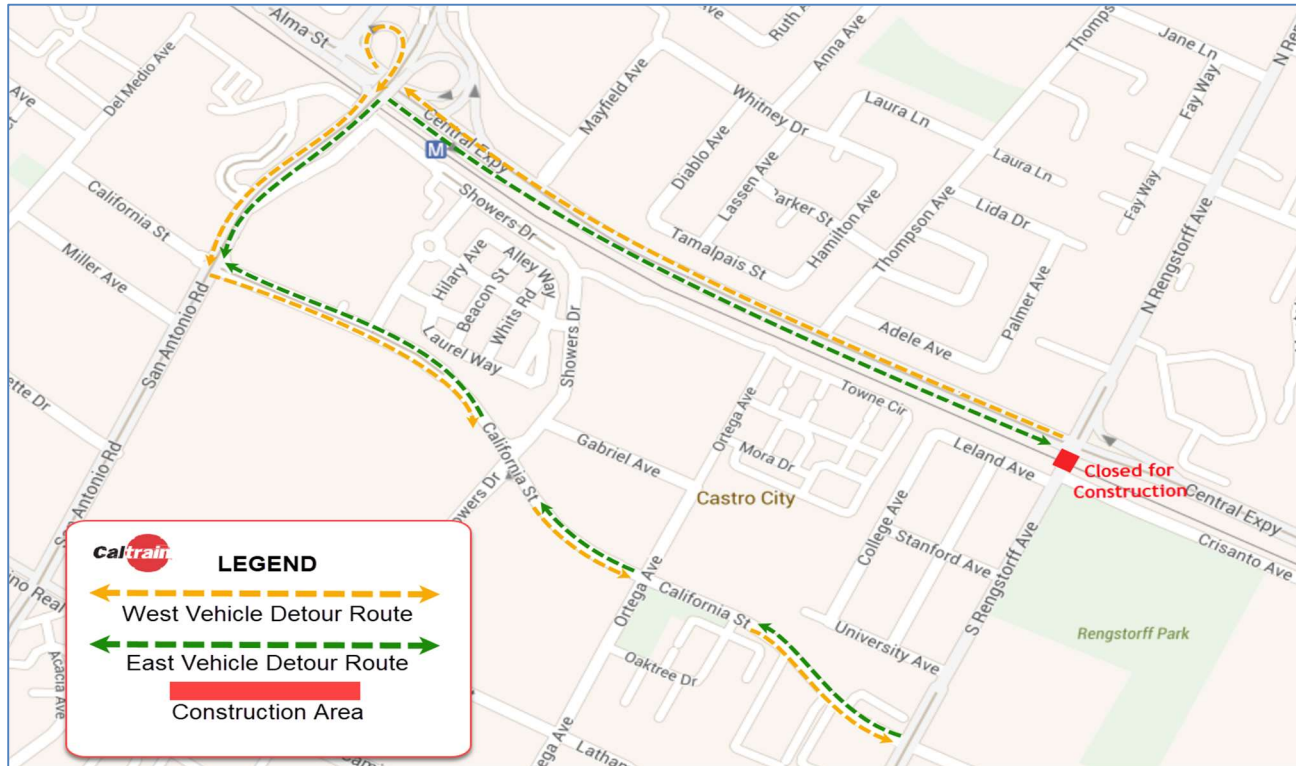 Alma St
Del Medio Ave
Ave
Central Expy
M
Mayfield Ave
Ruth Ave
Anna Ave
Whitney Dr
Laura Ln
Laura Ln
Diablo Ave
Lassen Ave
Parker St
Hamilton Ave
Tamalpais St
Thompson Ave
Lida Dr
Jane Ln
Fay Way
Fay Way
N Rengstorff Ave
Palmer Ave
Adele Ave
California St
Miller Ave
San Antonio Rd
Showers Dr
Hilary Ave
Alley Way
Beacon St
Whits Rd
Laurel Way
Showers Dr
California St
Gabriel Ave
Ortega Ave
Towne Cir
Mora Dr
Castro City
Leland Ave
Closed for
Construction
Central Expy
Crisanto Ave
College Ave
Stanford Ave
S Rengstorff Ave
University Ave
Rengstorff Park
California St
Ortega Ave
Oaktree Dr
Acacia Ave
Caltrain
LEGEND
West Vehicle Detour Route
East Vehicle Detour Route
Construction Area